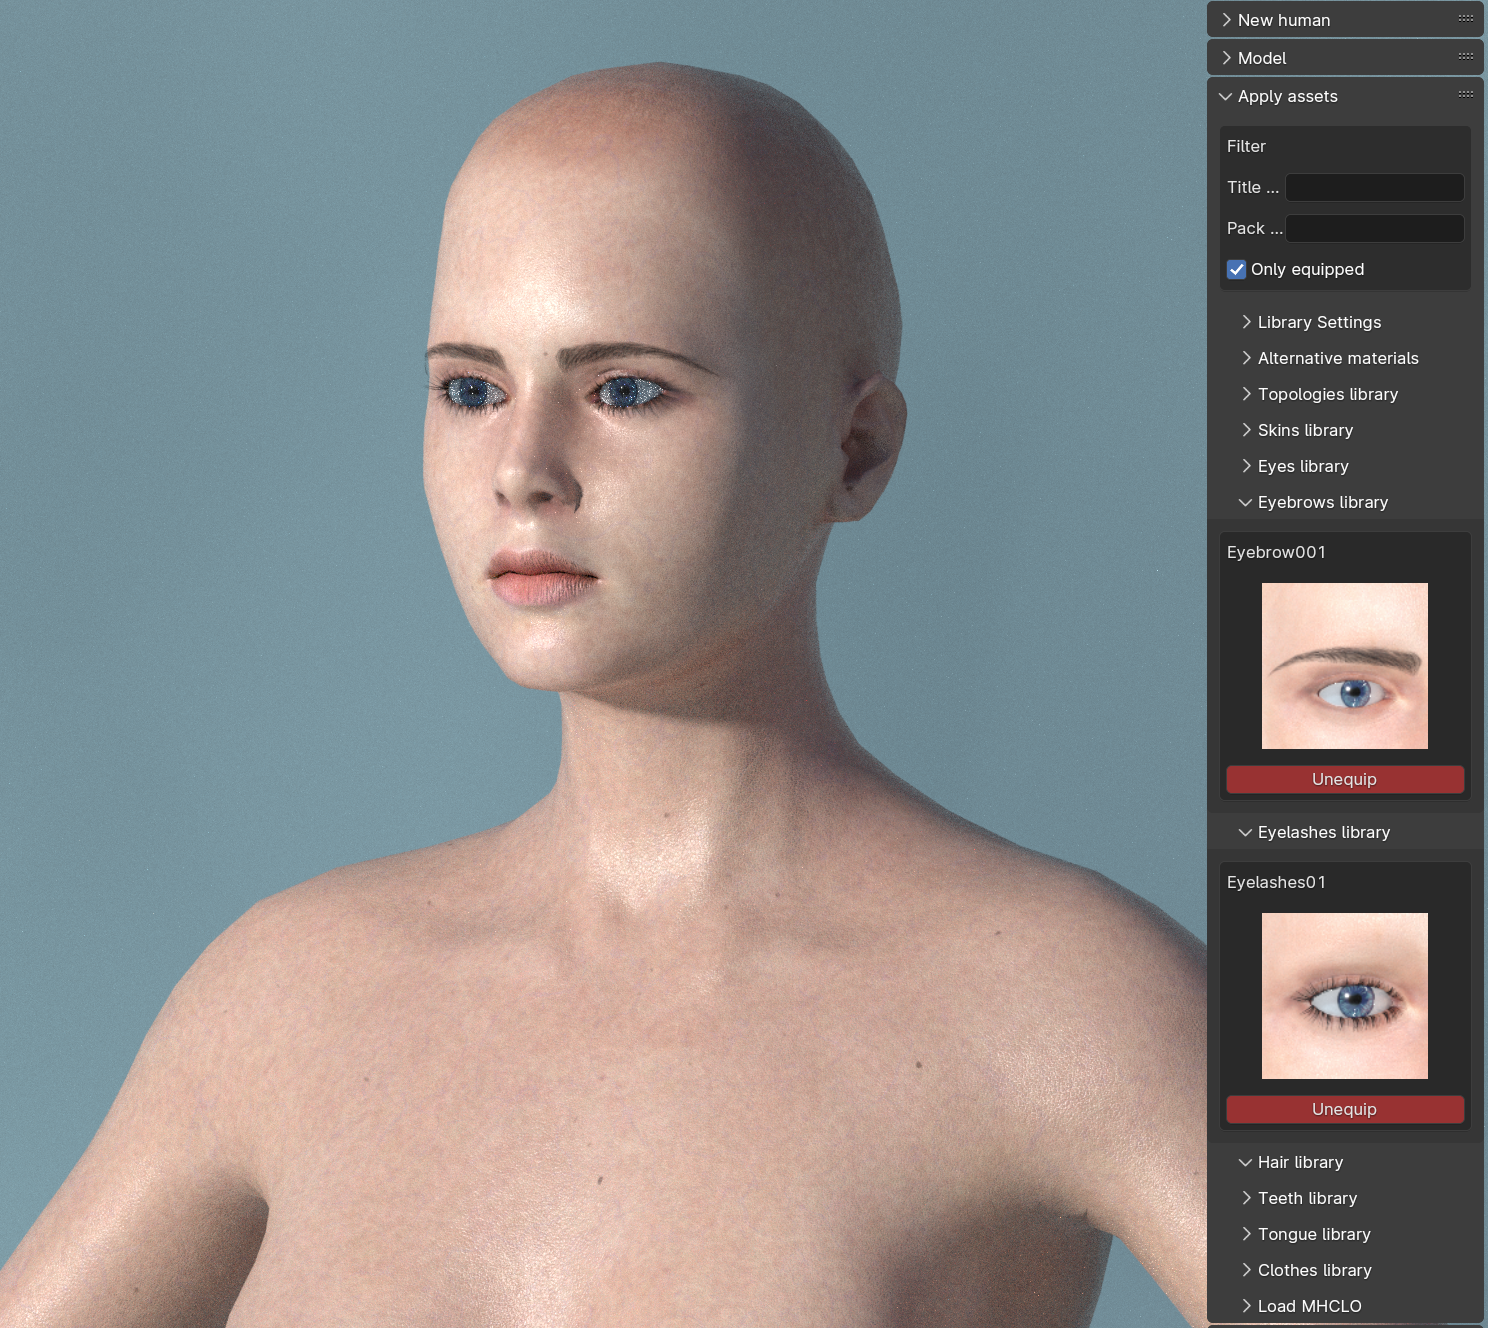 New human
Model
Apply assets
Filter
Title ...
Pack ...
Only equipped
Library Settings
Alternative materials
Topologies library
Skins library
Eyes library
Eyebrows library
Eyebrow001
Unequip
Eyelashes library
Eyelashes01
Unequip
Hair library
Teeth library
Tongue library
Clothes library
Load MHCLO